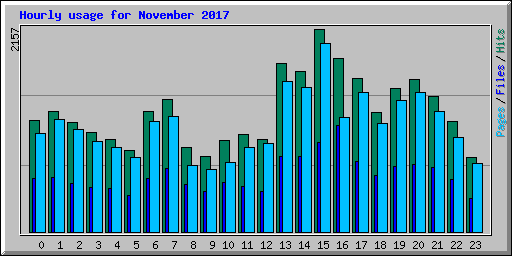 Hourly usage for November 2017
2157
Pages/Files/Hits
0 1 2 3 4 5 6 7 8 9 10 11 12 13 14 15 16 17 18 19 20 21 22 23